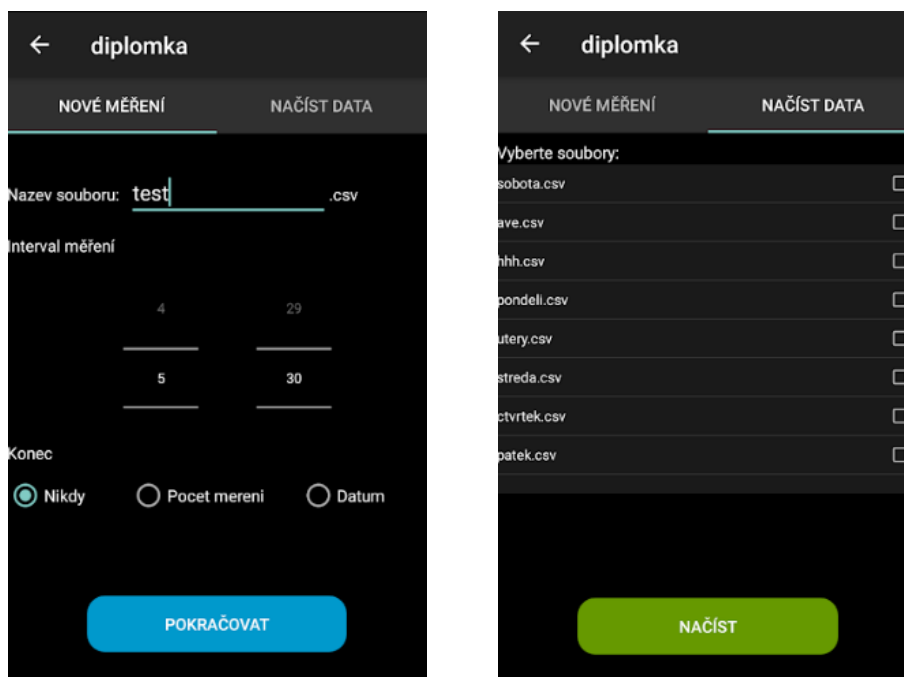 diplomka
NOVÉ MĚŘENÍ NAČÍST DATA
Nazev souboru: test .csv
Interval měření
4 29
5 30
Konec
Nikdy Pocet mereni Datum
POKRAČOVAT
diplomka
NOVÉ MĚŘENÍ NAČÍST DATA
Vyberte soubory:
sobota.csv
ave.csv
hhh.csv
pondeli.csv
utery.csv
streda.csv
ctvrtek.csv
patek.csv
NAČÍST